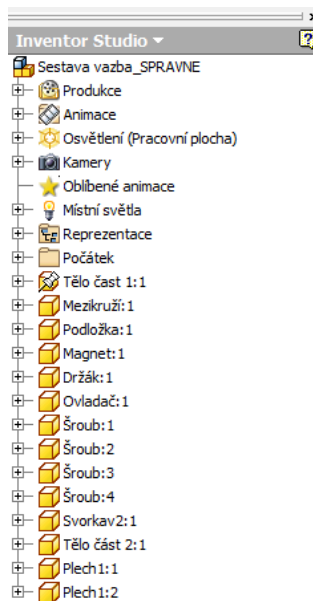 Inventor Studio
Sestava vazba_SPRAVNE
Produkce
Animace
Osvětlení (Pracovní plocha)
Kamery
Oblíbené animace
Místní světla
Reprezentace
Počátek
Tělo čast 1:1
Mezikruží:1
Podložka:1
Magnet:1
Držák:1
Ovladač:1
Šroub:1
Šroub:2
Šroub:3
Šroub:4
Svorkav2:1
Tělo část 2:1
Plech1:1
Plech1:2